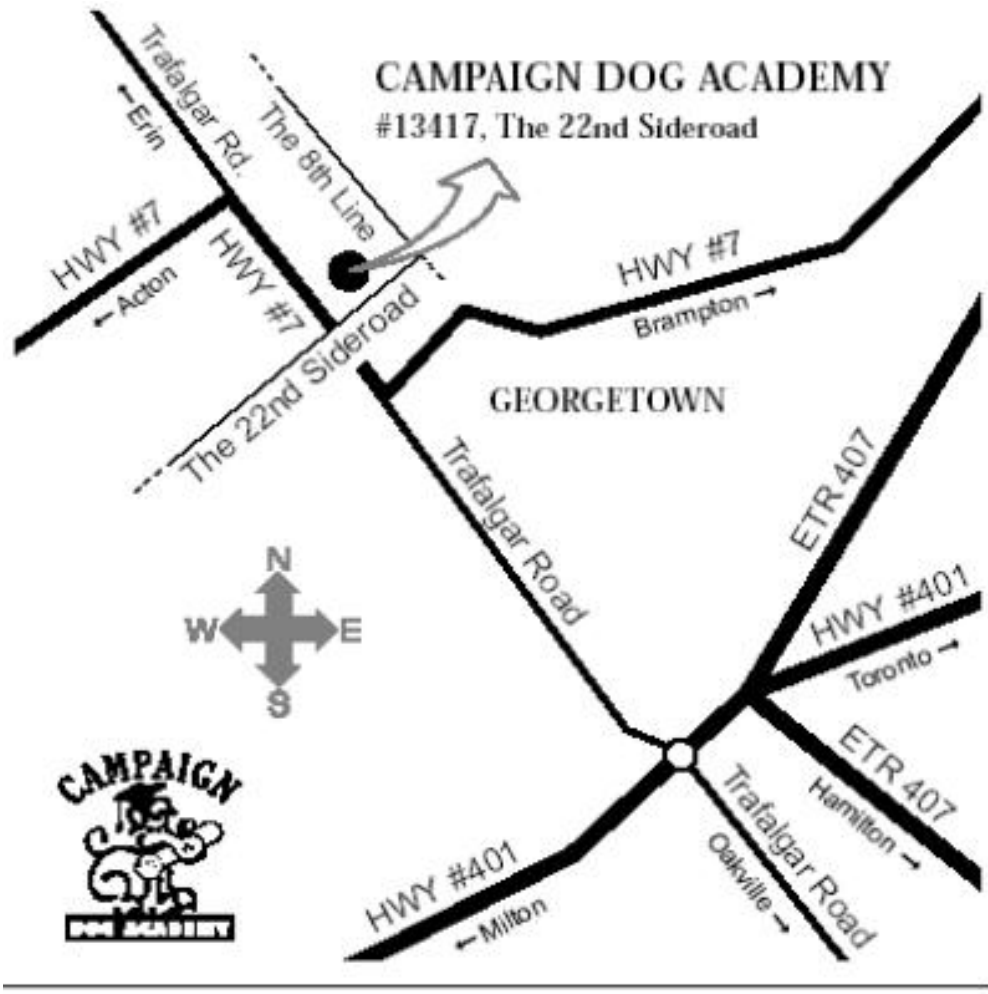 CAMPAIGN DOG ACADEMY
#13417, The 22nd Sideroad
Trafalgar Rd.
←Erin
The 8th Line
HWY #7
← Acton
HWY #7
The 22nd Sideroad
HWY #7
Brampton →
GEORGETOWN
Trafalgar Road
ETR 407
HWY #401
Toronto →
N
W E
S
ETR 407
Hamilton →
Trafalgar Road
Oakville →
HWY #401
← Milton
CAMPAIGN
DOG ACADEMY